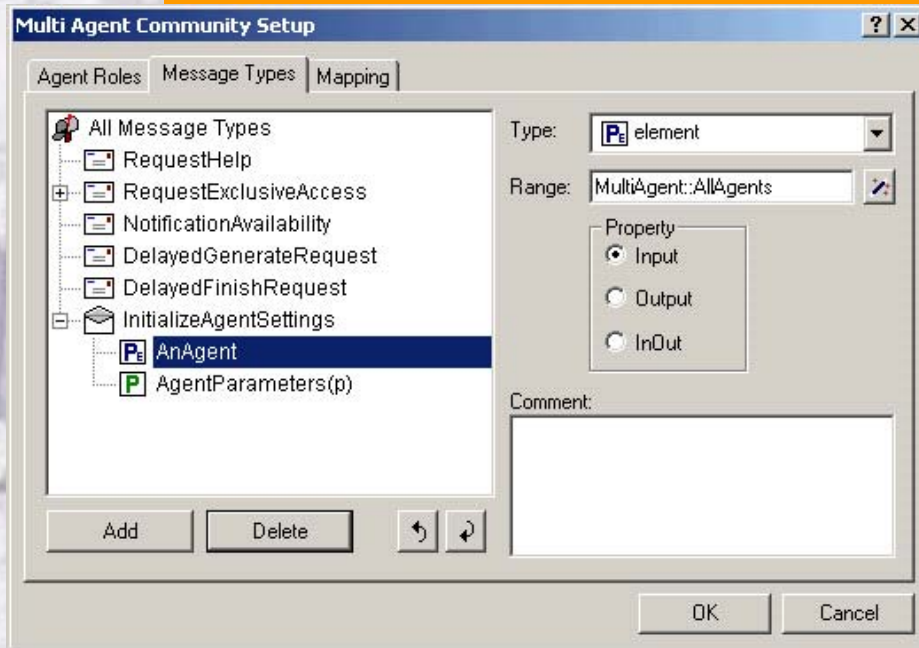 Multi Agent Community Setup
Agent Roles
Message Types
Mapping
All Message Types
RequestHelp
RequestExclusiveAccess
NotificationAvailability
DelayedGenerateRequest
DelayedFinishRequest
InitializeAgentSettings
AnAgent
AgentParameters(p)
Add
Delete
Type:
element
Range:
MultiAgent::AllAgents
Property
Input
Output
InOut
Comment:
OK
Cancel